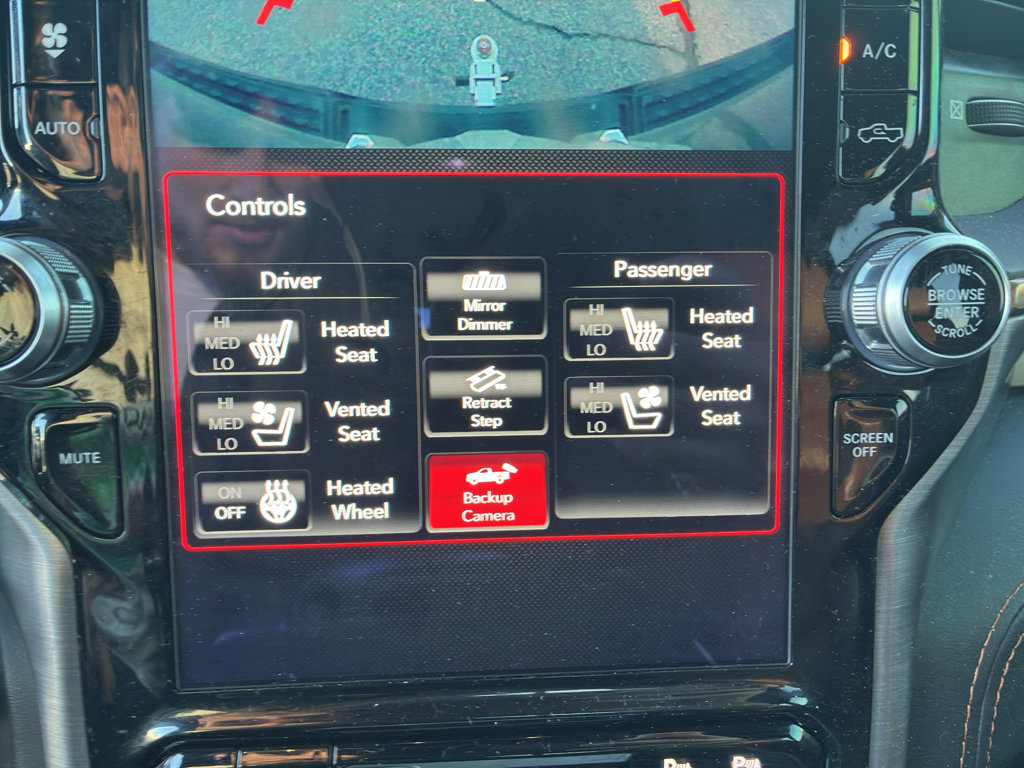 AUTO
A/C
Controls
Driver
HI
MED
LO
Heated
Seat
HI
MED
LO
Vented
Seat
ON
OFF
Heated
Wheel
Mirror
Dimmer
Retract
Step
Backup
Camera
Passenger
HI
MED
LO
Heated
Seat
HI
MED
LO
Vented
Seat
MUTE
TUNE
BROWSE
ENTER
SCROLL
SCREEN
OFF